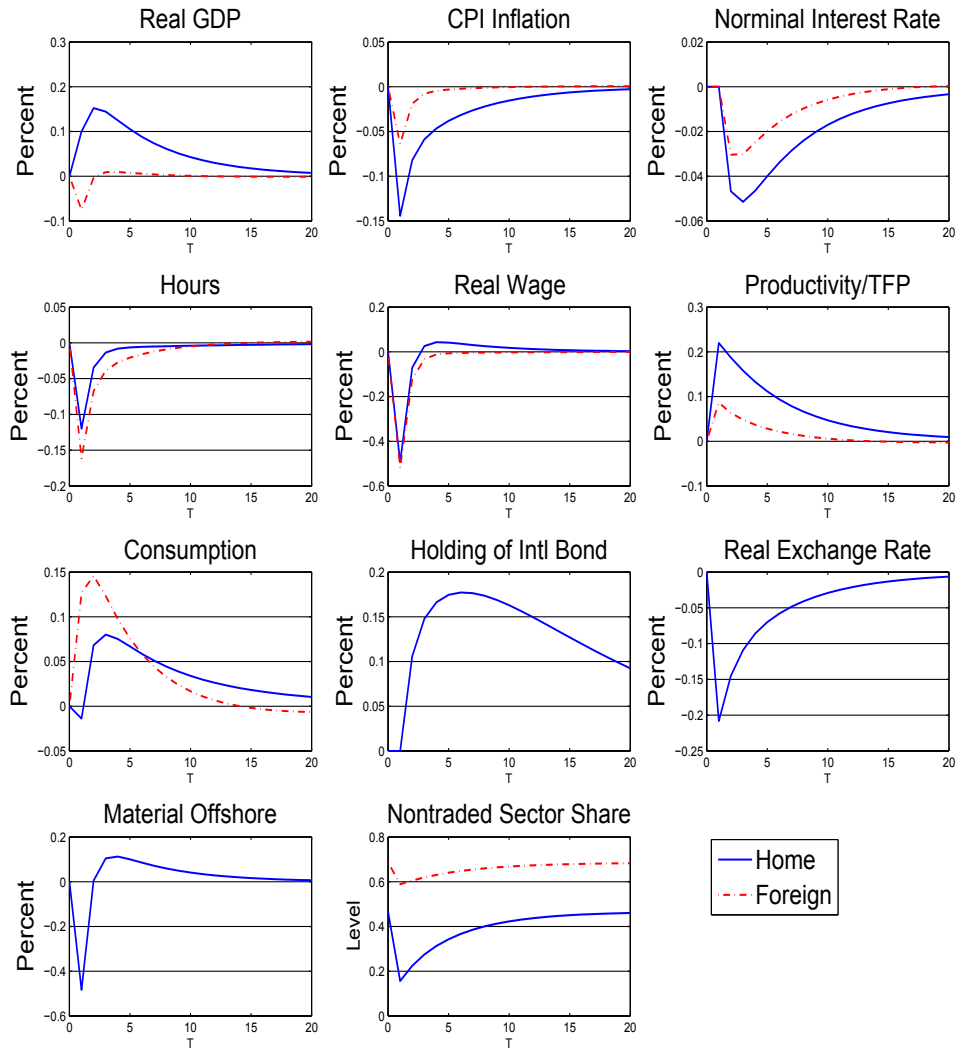 Real GDP
Percent
0.3
0.2
0.1
0
−0.1
0 5 10 15 20
T
CPI Inflation
Percent
0.05
0
−0.05
−0.1
−0.15
0 5 10 15 20
T
Norminal Interest Rate
Percent
0.02
0
−0.02
−0.04
−0.06
0 5 10 15 20
T
Hours
Percent
0.05
0
−0.05
−0.1
−0.15
−0.2
0 5 10 15 20
T
Real Wage
Percent
0.2
0
−0.2
−0.4
−0.6
0 5 10 15 20
T
Productivity/TFP
Percent
0.3
0.2
0.1
0
−0.1
0 5 10 15 20
T
Consumption
Percent
0.15
0.1
0.05
0
−0.05
0 5 10 15 20
T
Holding of Intl Bond
Percent
0.2
0.15
0.1
0.05
0
0 5 10 15 20
T
Real Exchange Rate
Percent
0
−0.05
−0.1
−0.15
−0.2
−0.25
0 5 10 15 20
T
Material Offshore
Percent
0.2
0
−0.2
−0.4
−0.6
0 5 10 15 20
T
Nontraded Sector Share
Level
0.8
0.6
0.4
0.2
0
0 5 10 15 20
T
Home
Foreign